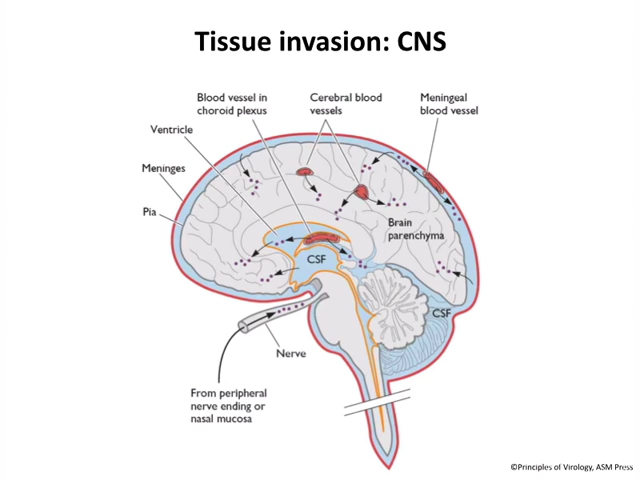 Tissue invasion: CNS
Blood vessel in
choroid plexus
Cerebral blood
vessels
Meningeal
blood vessel
Ventricle
Meninges
Pia
Brain
parenchyma
CSF
CSF
Nerve
From peripheral
nerve ending or
nasal mucosa
©Principles of Virology, ASM Press